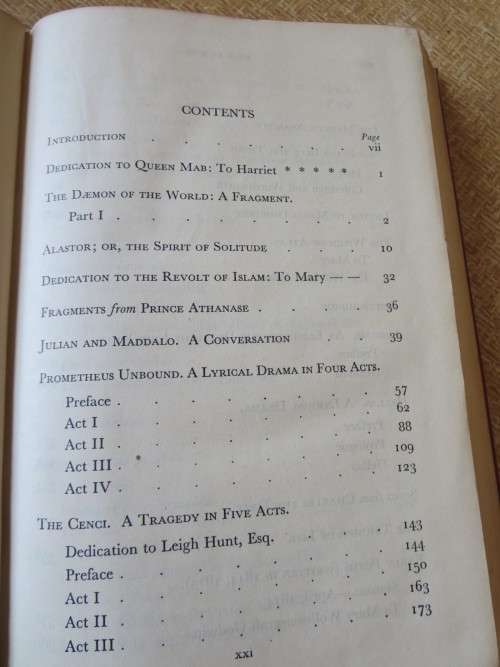 CONTENTS
Page
INTRODUCTION . . . . . . vii
DEDICATION TO QUEEN MAB: TO HARRIET * * * * * 1
THE DÆMON OF THE WORLD: A FRAGMENT.
Part I . . . . . . . 2
ALASTOR; OR, THE SPIRIT OF SOLITUDE . . . 10
DEDICATION TO THE REVOLT OF ISLAM: TO MARY — — 32
FRAGMENTS from PRINCE ATHANASE . . . . 36
JULIAN AND MADDALO. A CONVERSATION . . 39
PROMETHEUS UNBOUND. A LYRICAL DRAMA IN FOUR ACTS.
Preface . . . . . . . 57
Act I . . . . . . . 62
Act II . . . . . . . 88
Act III . . . . . . . 109
Act IV . . . . . . . 123
THE CENCI. A TRAGEDY IN FIVE ACTS.
Dedication to Leigh Hunt, Esq. . . . . 143
Preface . . . . . . . 144
Act I . . . . . . . 150
Act II . . . . . . . 163
Act III . . . . . . . 173
xxi